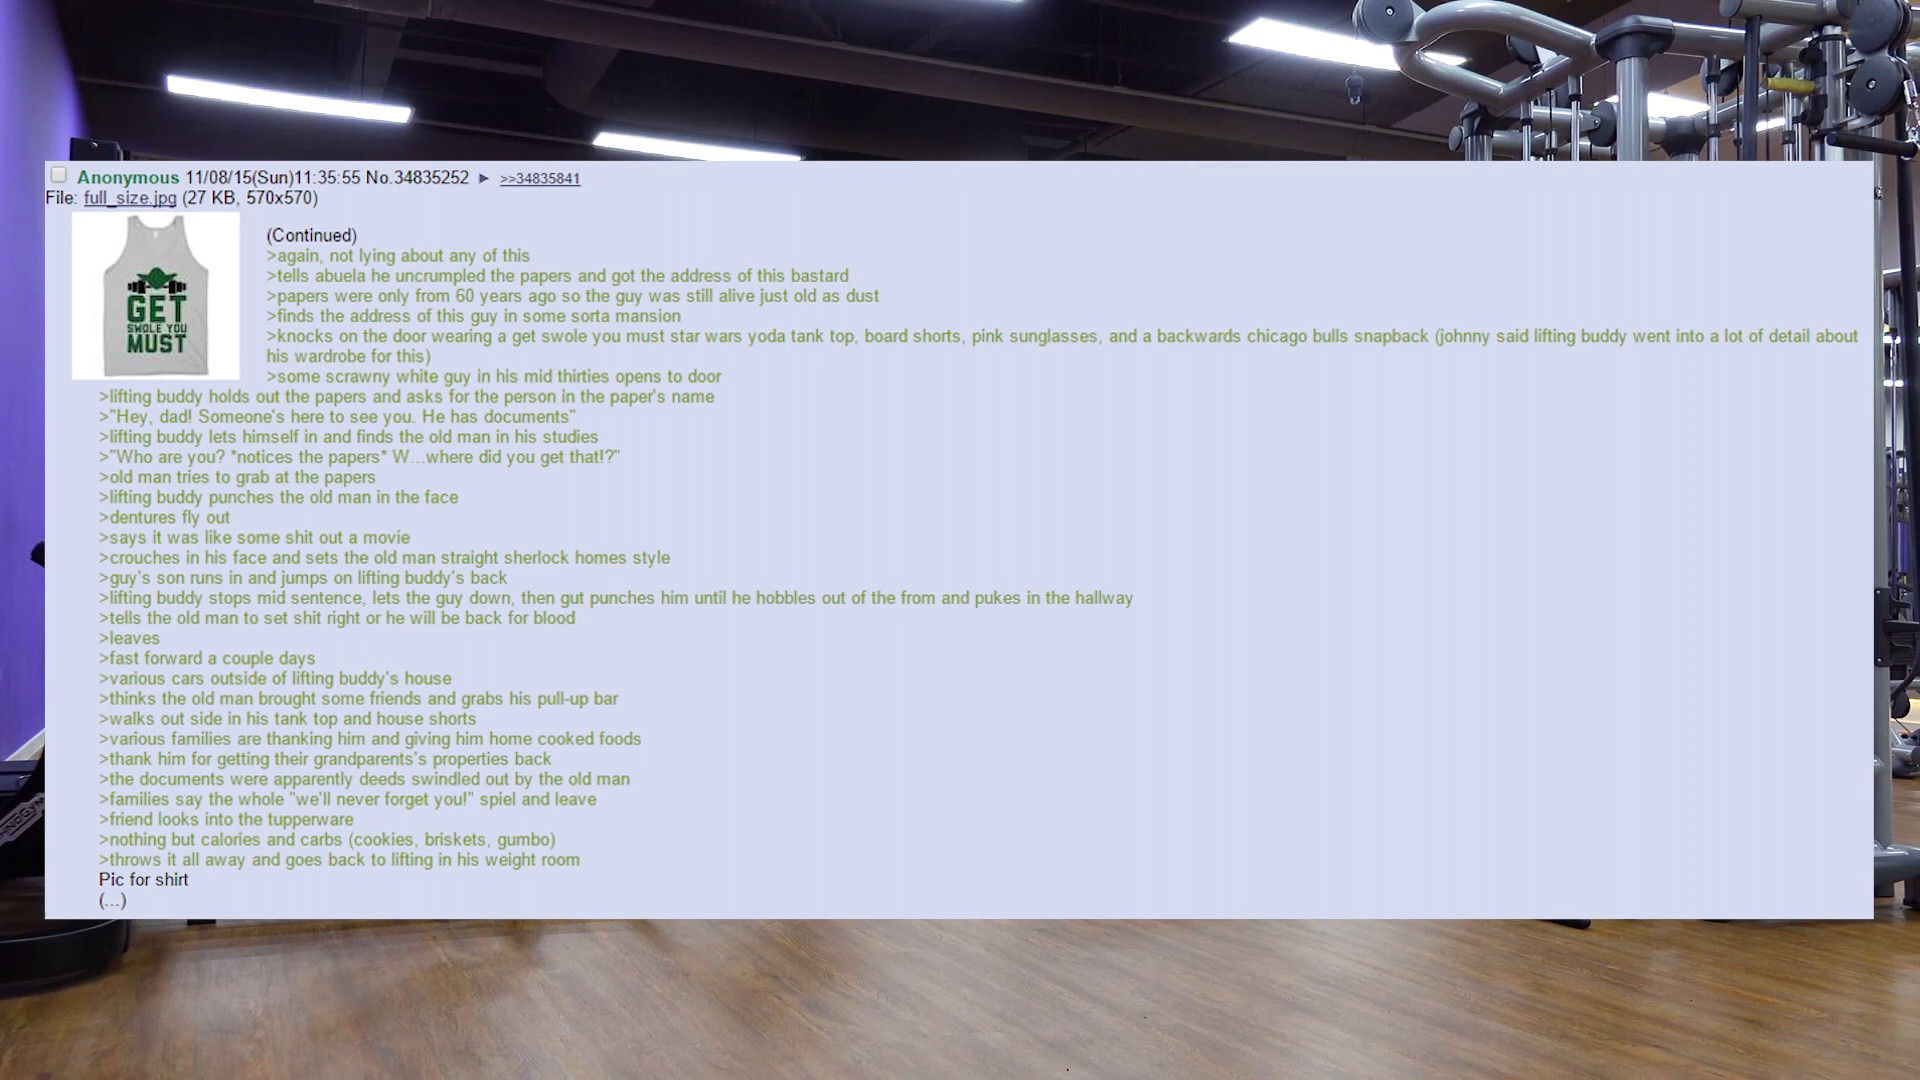 Anonymous 11/08/15(Sun)11:35:55 No.34835252 ▶ >>34835841
File: full_size.jpg (27 KB, 570x570)
GET
SWOLE YOU
MUST
(Continued)
>again, not lying about any of this
>tells abuela he uncrumpled the papers and got the address of this bastard
>papers were only from 60 years ago so the guy was still alive just old as dust
>finds the address of this guy in some sorta mansion
>knocks on the door wearing a get swole you must star wars yoda tank top, board shorts, pink sunglasses, and a backwards chicago bulls snapback (johnny said lifting buddy went into a lot of detail about
his wardrobe for this)
>some scrawny white guy in his mid thirties opens to door
>lifting buddy holds out the papers and asks for the person in the paper's name
>"Hey, dad! Someone's here to see you. He has documents"
>lifting buddy lets himself in and finds the old man in his studies
>"Who are you? *notices the papers* W...where did you get that!?"
>old man tries to grab at the papers
>lifting buddy punches the old man in the face
>dentures fly out
>says it was like some shit out a movie
>crouches in his face and sets the old man straight sherlock homes style
>guy's son runs in and jumps on lifting buddy's back
>lifting buddy stops mid sentence, lets the guy down, then gut punches him until he hobbles out of the from and pukes in the hallway
>tells the old man to set shit right or he will be back for blood
>leaves
>fast forward a couple days
>various cars outside of lifting buddy's house
>thinks the old man brought some friends and grabs his pull-up bar
>walks out side in his tank top and house shorts
>various families are thanking him and giving him home cooked foods
>thank him for getting their grandparents's properties back
>the documents were apparently deeds swindled out by the old man
>families say the whole "we'll never forget you!" spiel and leave
>friend looks into the tupperware
>nothing but calories and carbs (cookies, briskets, gumbo)
>throws it all away and goes back to lifting in his weight room
Pic for shirt
(...)